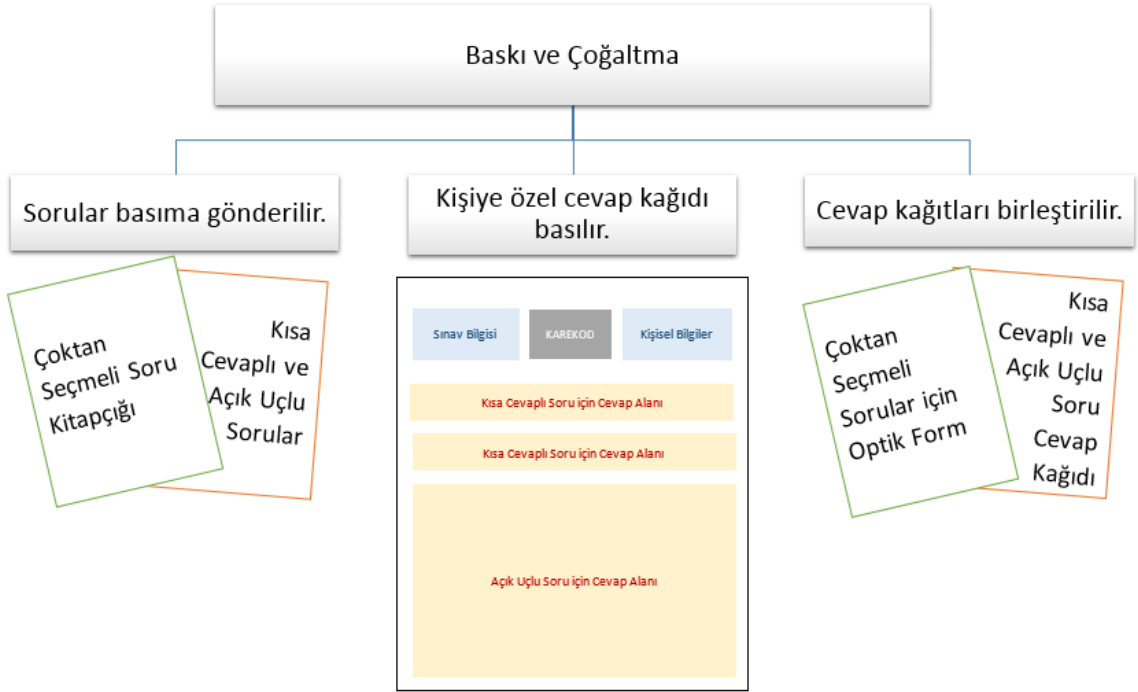 Baskı ve Çoğaltma
Sorular basıma gönderilir.
Çoktan
Seçmeli Soru
Kitapçığı
Kısa
Cevaplı ve
Açık Uçlu
Sorular
Kişiye özel cevap kağıdı
basılır.
Sınav Bilgisi
KAREKOD
Kişisel Bilgiler
Kısa Cevaplı Soru için Cevap Alanı
Kısa Cevaplı Soru için Cevap Alanı
Açık Uçlu Soru için Cevap Alanı
Cevap kağıtları birleştirilir.
Çoktan
Seçmeli
Sorular için
Optik Form
Kısa
Cevaplı ve
Açık Uçlu
Soru
Cevap
Kağıdı